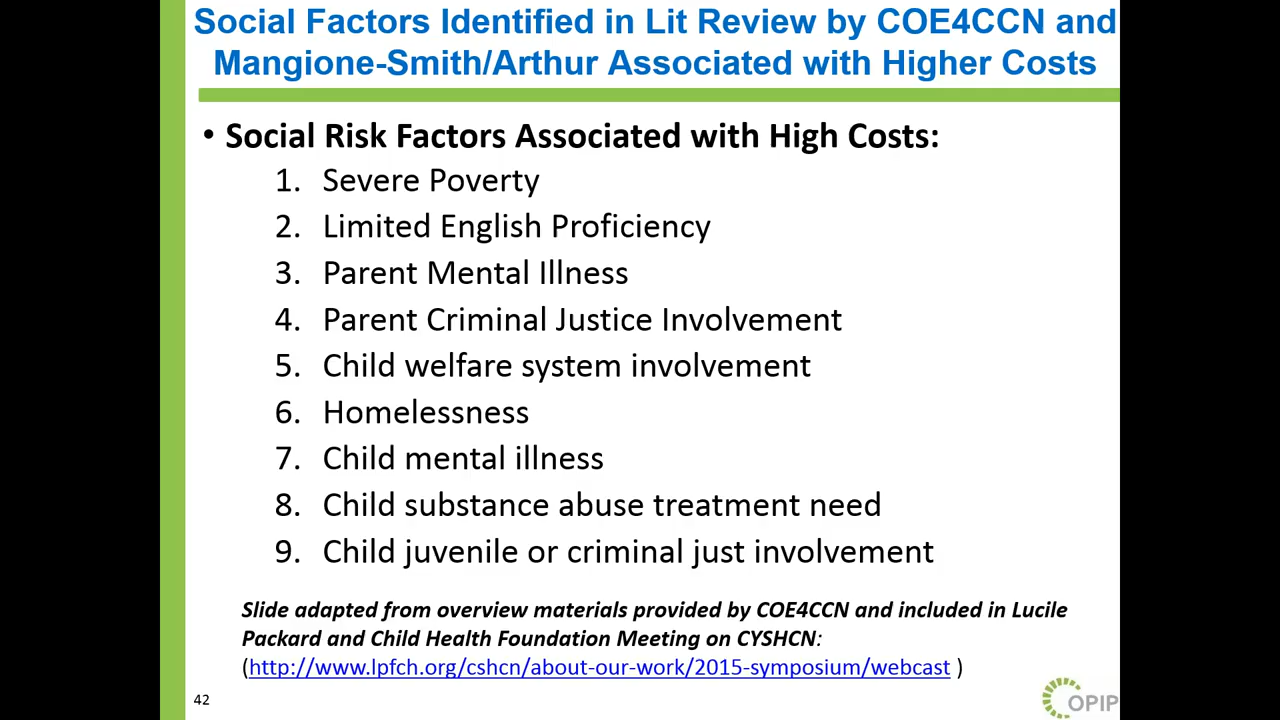 Social Factors Identified in Lit Review by COE4CCN and
Mangione-Smith/Arthur Associated with Higher Costs
• Social Risk Factors Associated with High Costs:
1. Severe Poverty
2. Limited English Proficiency
3. Parent Mental Illness
4. Parent Criminal Justice Involvement
5. Child welfare system involvement
6. Homelessness
7. Child mental illness
8. Child substance abuse treatment need
9. Child juvenile or criminal just involvement
Slide adapted from overview materials provided by COE4CCN and included in Lucile
Packard and Child Health Foundation Meeting on CYSHCN:
(http://www.lpfch.org/cshcn/about-our-work/2015-symposium/webcast )
42
OPIP